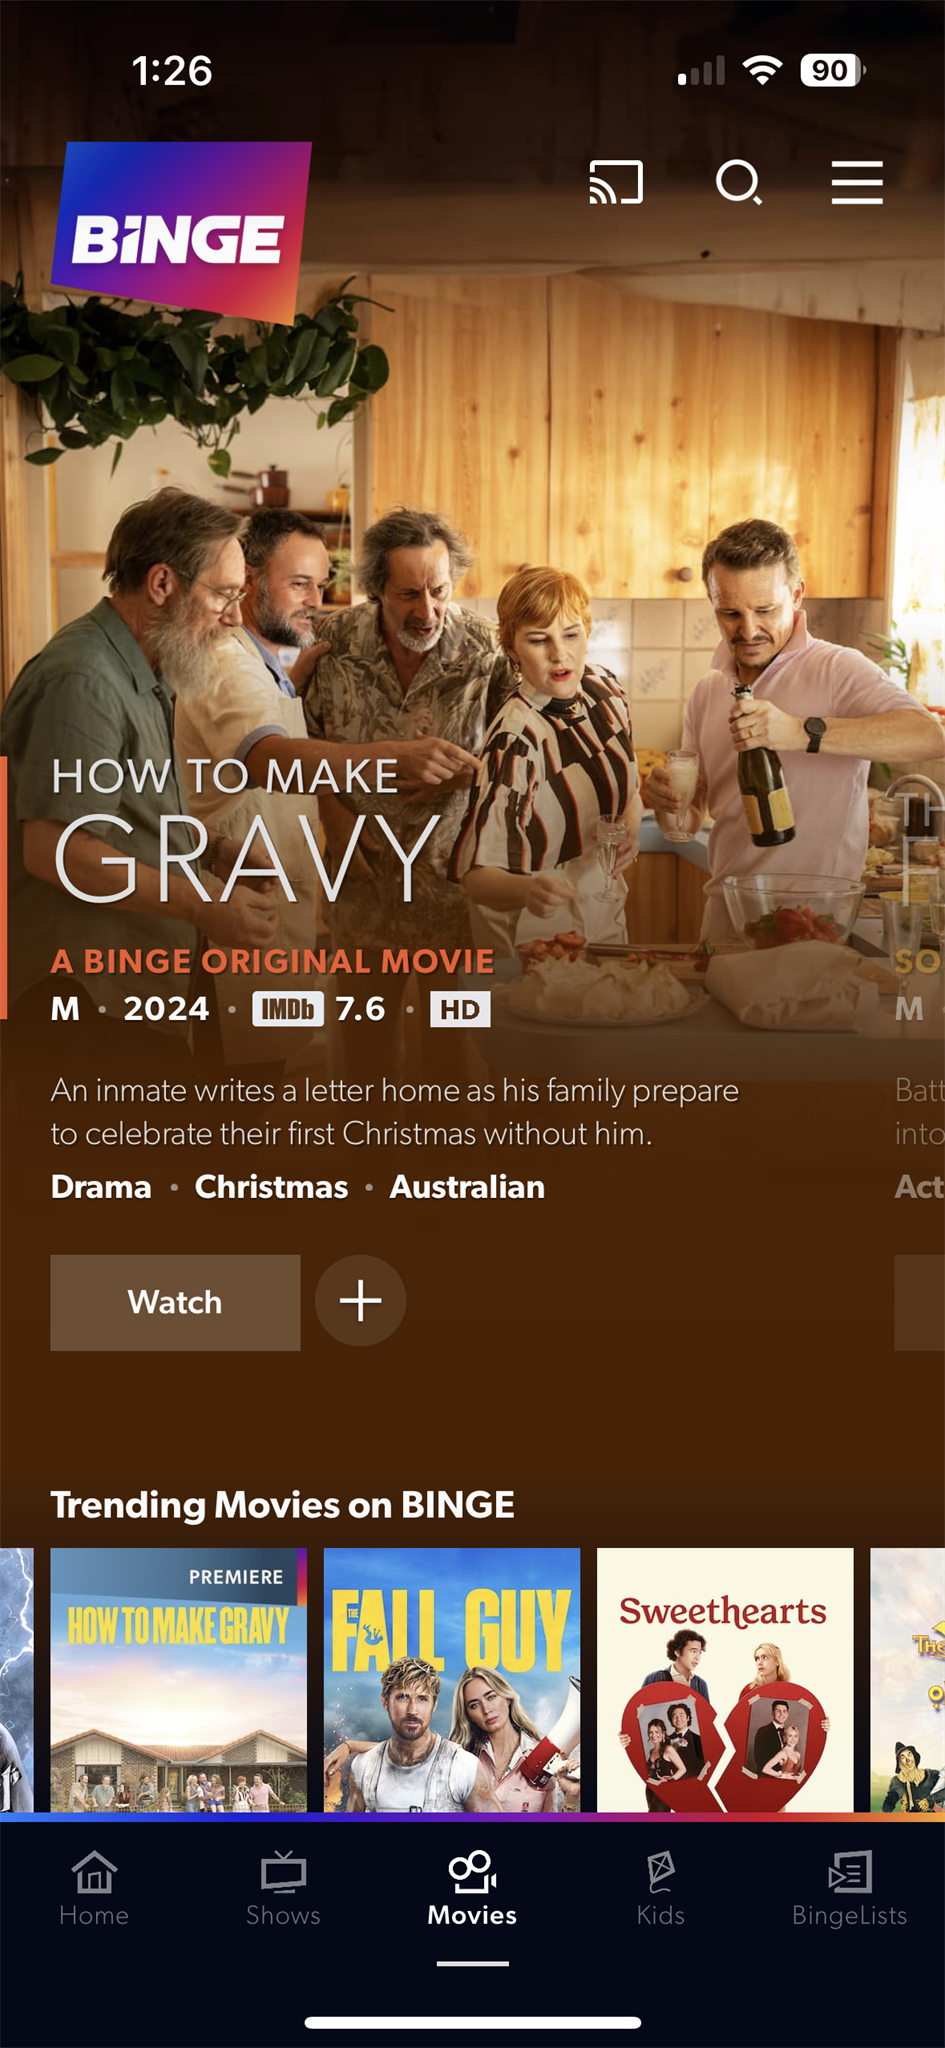 1:26
90
BiNGE
HOW TO MAKE
GRAVY
A BINGE ORIGINAL MOVIE
M • 2024 • IMDb 7.6 • HD
An inmate writes a letter home as his family prepare
to celebrate their first Christmas without him.
Drama • Christmas • Australian
Watch
TH
F
SO
M
Batt
into
Act
Trending Movies on BINGE
PREMIERE
HOW TO MAKE GRAVY
THE FALL GUY
Sweethearts
The
Home
Shows
Movies
Kids
BingeLists